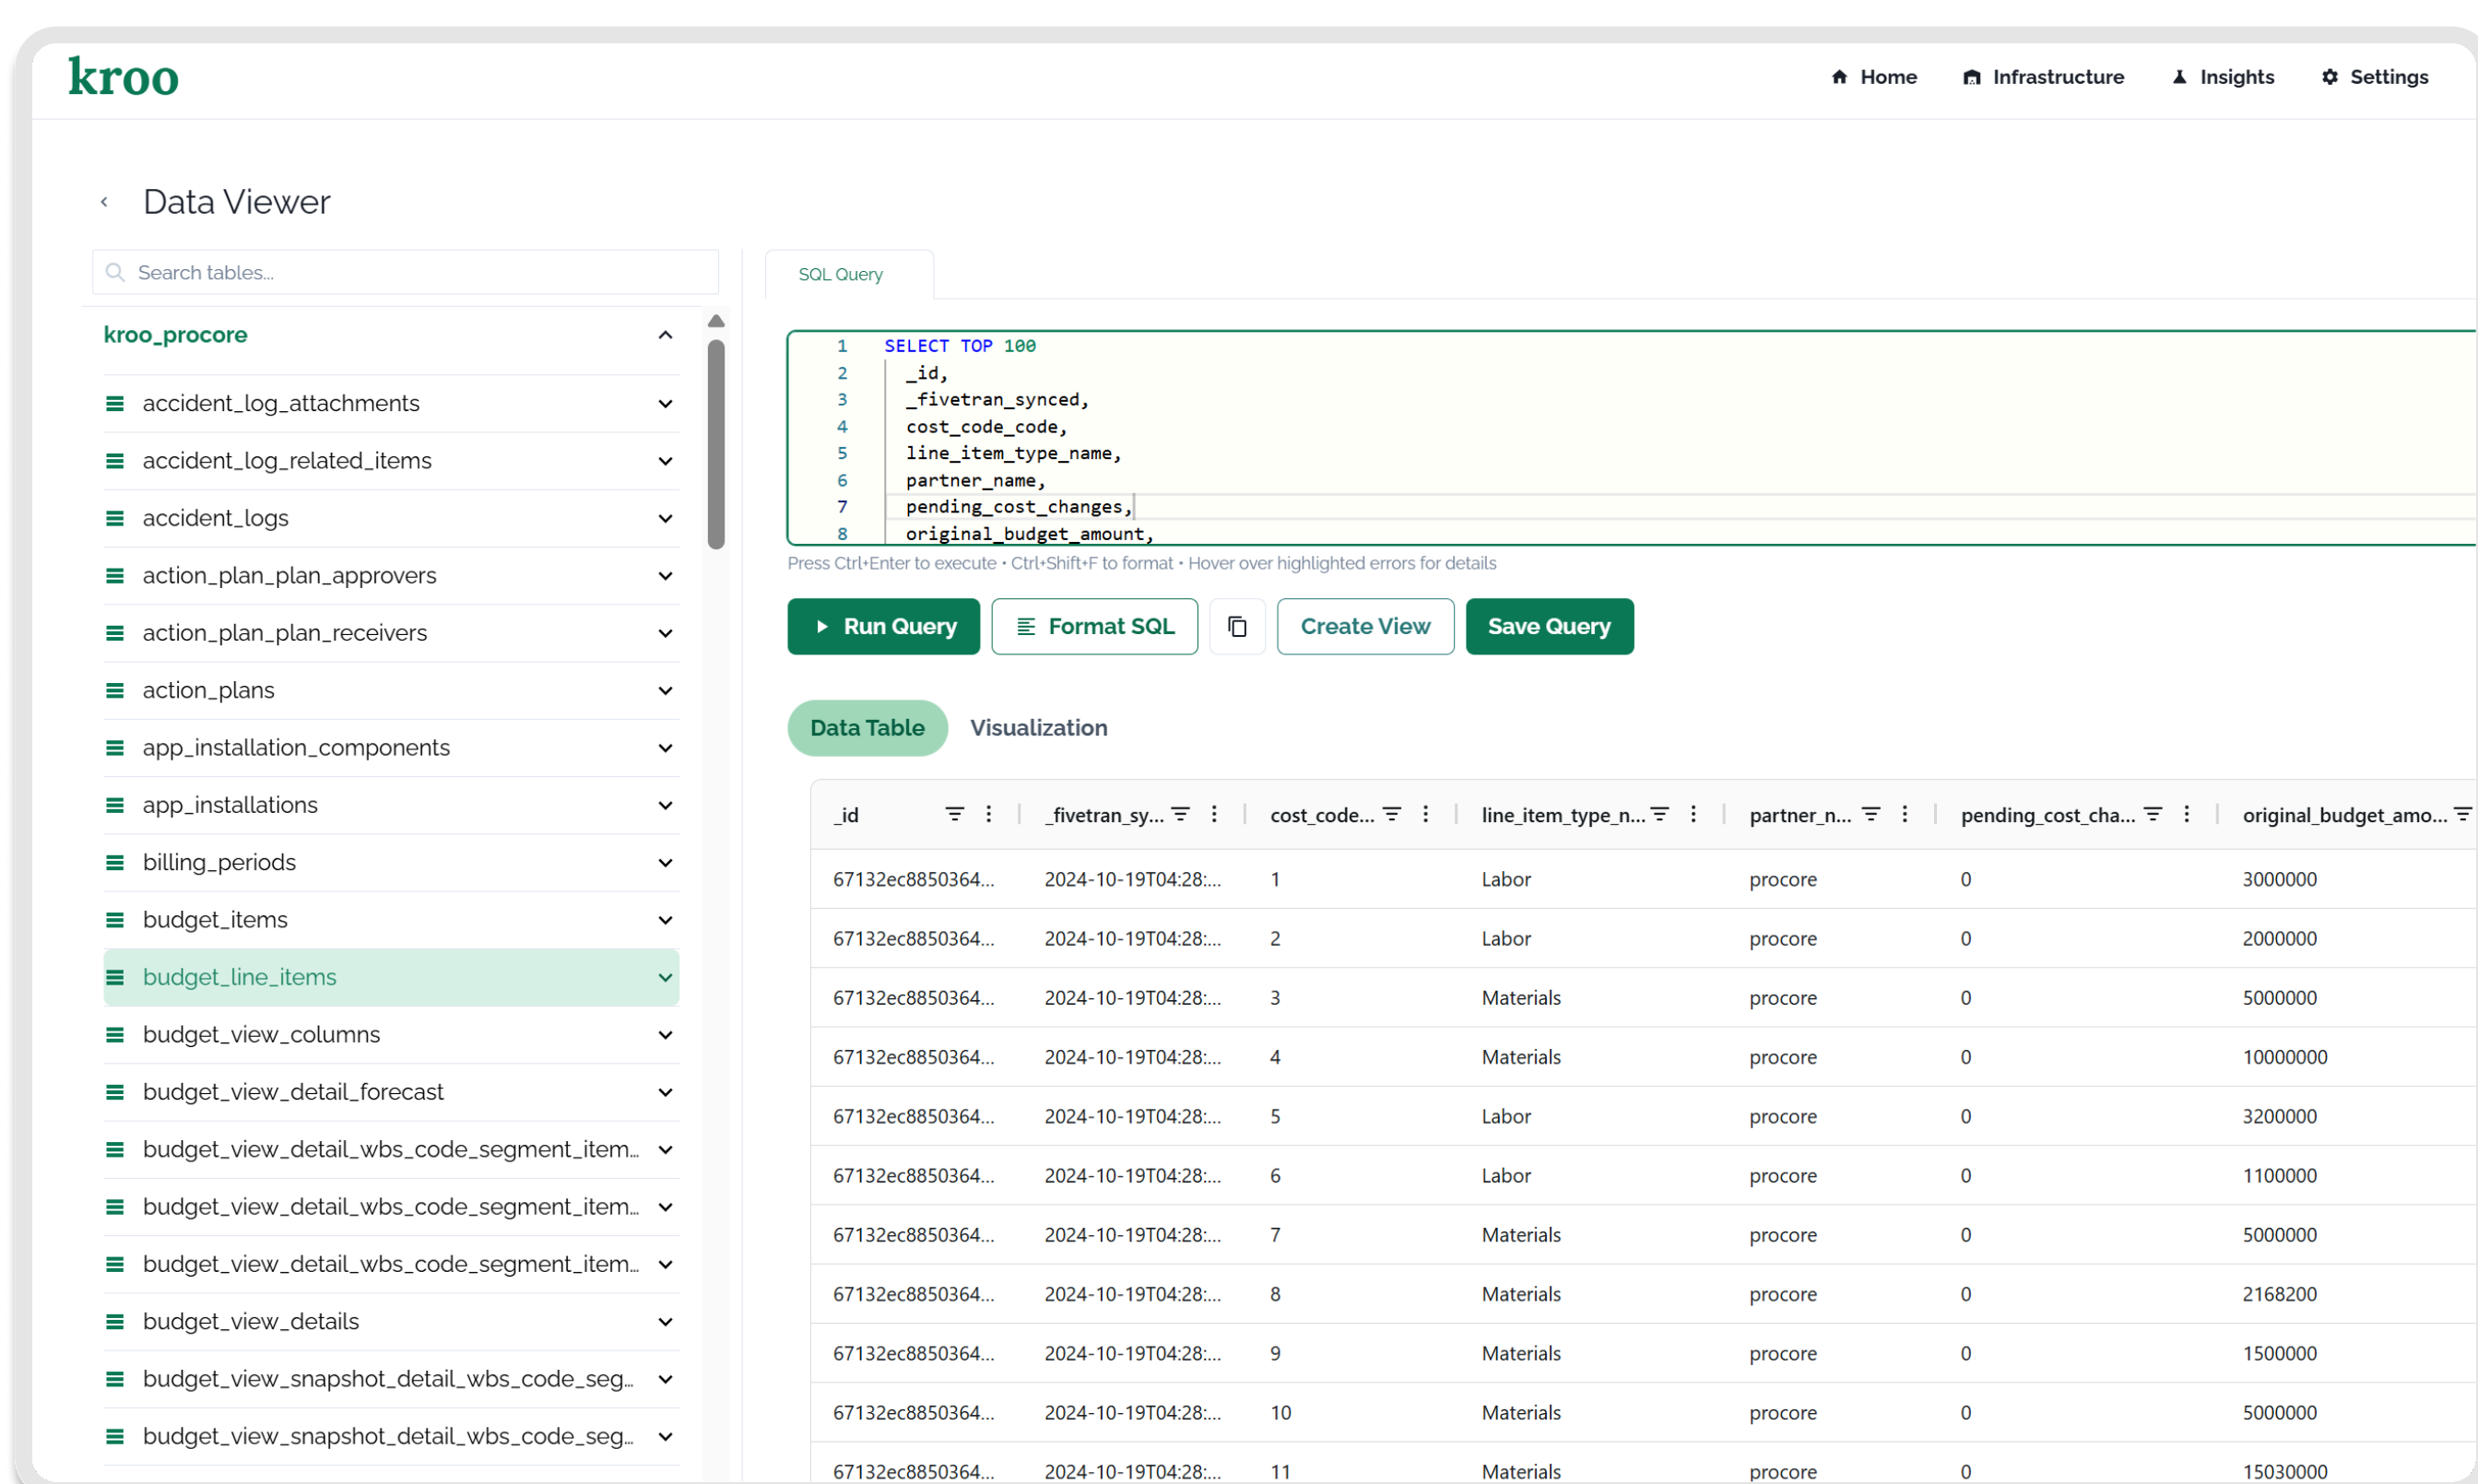 kroo
Home Infrastructure Insights Settings
Data Viewer
Search tables...
kroo_procore
accident_log_attachments
accident_log_related_items
accident_logs
action_plan_plan_approvers
action_plan_plan_receivers
action_plans
app_installation_components
app_installations
billing_periods
budget_items
budget_line_items
budget_view_columns
budget_view_detail_forecast
budget_view_detail_wbs_code_segment_item...
budget_view_detail_wbs_code_segment_item...
budget_view_detail_wbs_code_segment_item...
budget_view_details
budget_view_snapshot_detail_wbs_code_seg...
budget_view_snapshot_detail_wbs_code_seg...
SQL Query
1 SELECT TOP 100
2 _id,
3 _fivetran_synced,
4 cost_code_code,
5 line_item_type_name,
6 partner_name,
7 pending_cost_changes,
8 original_budget_amount,
Press Ctrl+Enter to execute • Ctrl+Shift+F to format • Hover over highlighted errors for details
Run Query Format SQL Create View Save Query
Data Table Visualization
_id _fivetran_sy... cost_code... line_item_type_n... partner_n... pending_cost_cha... original_budget_amo...
67132ec8850364... 2024-10-19T04:28:... 1 Labor procore 0 3000000
67132ec8850364... 2024-10-19T04:28:... 2 Labor procore 0 2000000
67132ec8850364... 2024-10-19T04:28:... 3 Materials procore 0 5000000
67132ec8850364... 2024-10-19T04:28:... 4 Materials procore 0 10000000
67132ec8850364... 2024-10-19T04:28:... 5 Labor procore 0 3200000
67132ec8850364... 2024-10-19T04:28:... 6 Labor procore 0 1100000
67132ec8850364... 2024-10-19T04:28:... 7 Materials procore 0 5000000
67132ec8850364... 2024-10-19T04:28:... 8 Materials procore 0 2168200
67132ec8850364... 2024-10-19T04:28:... 9 Materials procore 0 1500000
67132ec8850364... 2024-10-19T04:28:... 10 Materials procore 0 5000000
67132ec8850364... 2024-10-19T04:28:... 11 Materials procore 0 15030000